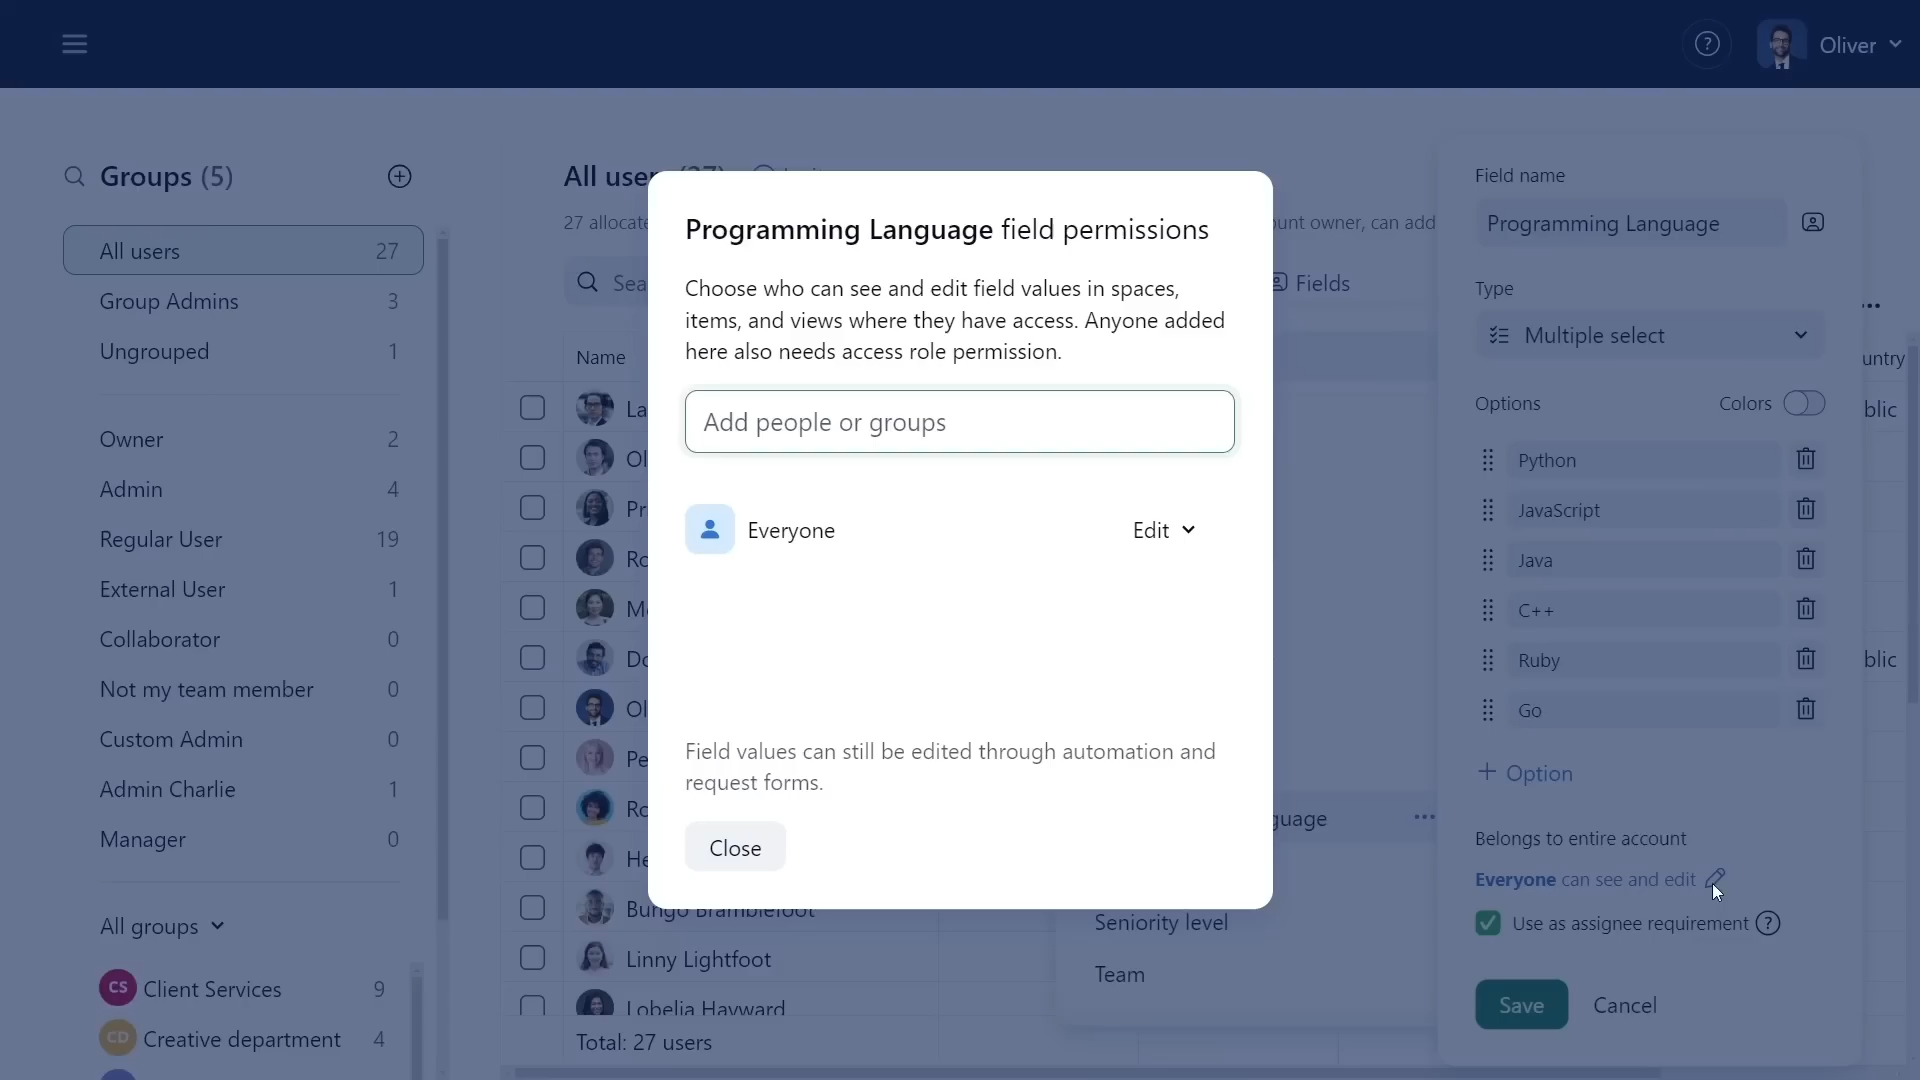 Oliver
Groups (5)
All users 27
Group Admins 3
Ungrouped 1
Owner 2
Admin 4
Regular User 19
External User 1
Collaborator 0
Not my team member 0
Custom Admin 0
Admin Charlie 1
Manager 0
All groups
CS Client Services 9
CD Creative department 4
All
27
Fields
Name
Linny Lightfoot
Lobelia Hayward
Total: 27 users
Programming Language field permissions
Choose who can see and edit field values in spaces,
items, and views where they have access. Anyone added
here also needs access role permission.
Add people or groups
Everyone Edit
Field values can still be edited through automation and
request forms.
Close
Seniority level
Team
Field name
Programming Language
Type
Multiple select
Options Colors
Python
JavaScript
Java
C++
Ruby
Go
+ Option
Belongs to entire account
Everyone can see and edit
Use as assignee requirement ?
Save Cancel